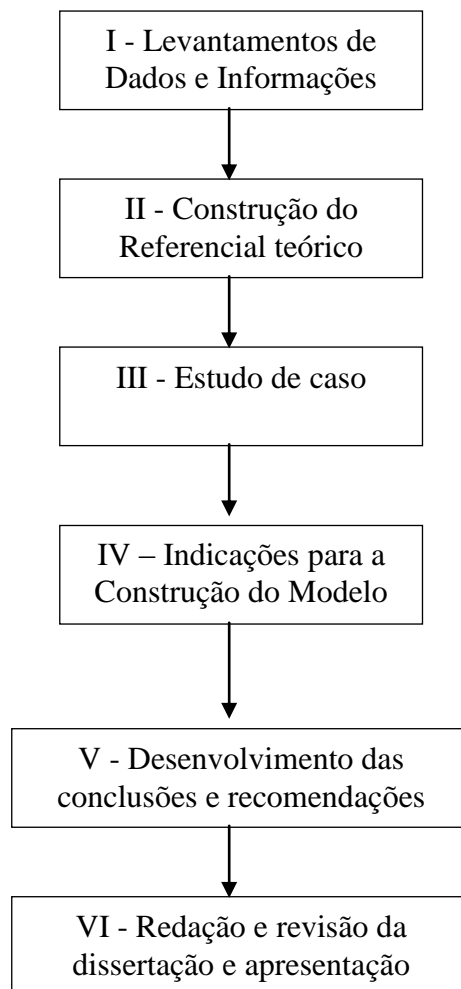 I - Levantamentos de
Dados e Informações
II - Construção do
Referencial teórico
III - Estudo de caso
IV – Indicações para a
Construção do Modelo
V - Desenvolvimento das
conclusões e recomendações
VI - Redação e revisão da
dissertação e apresentação